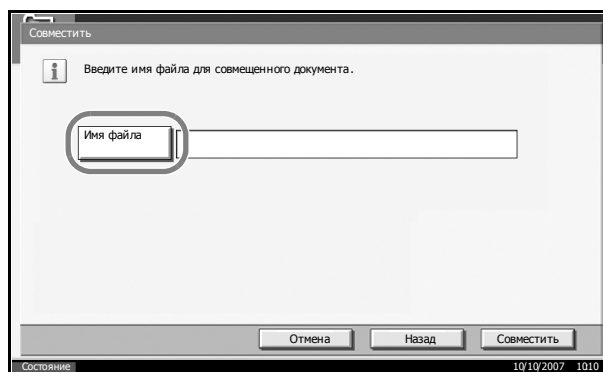 Совместить
Введите имя файла для совмещенного документа.
Имя файла
Отмена Назад Совместить
Состояние 10/10/2007 10:10